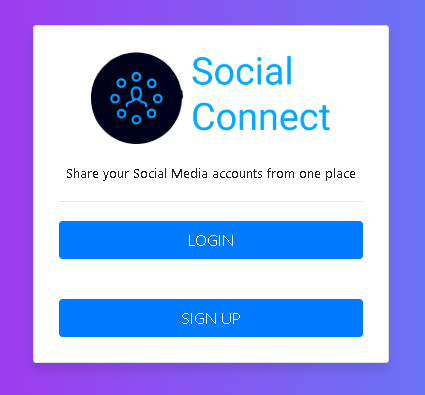 Social
Connect
Share your Social Media accounts from one place
LOGIN
SIGN UP